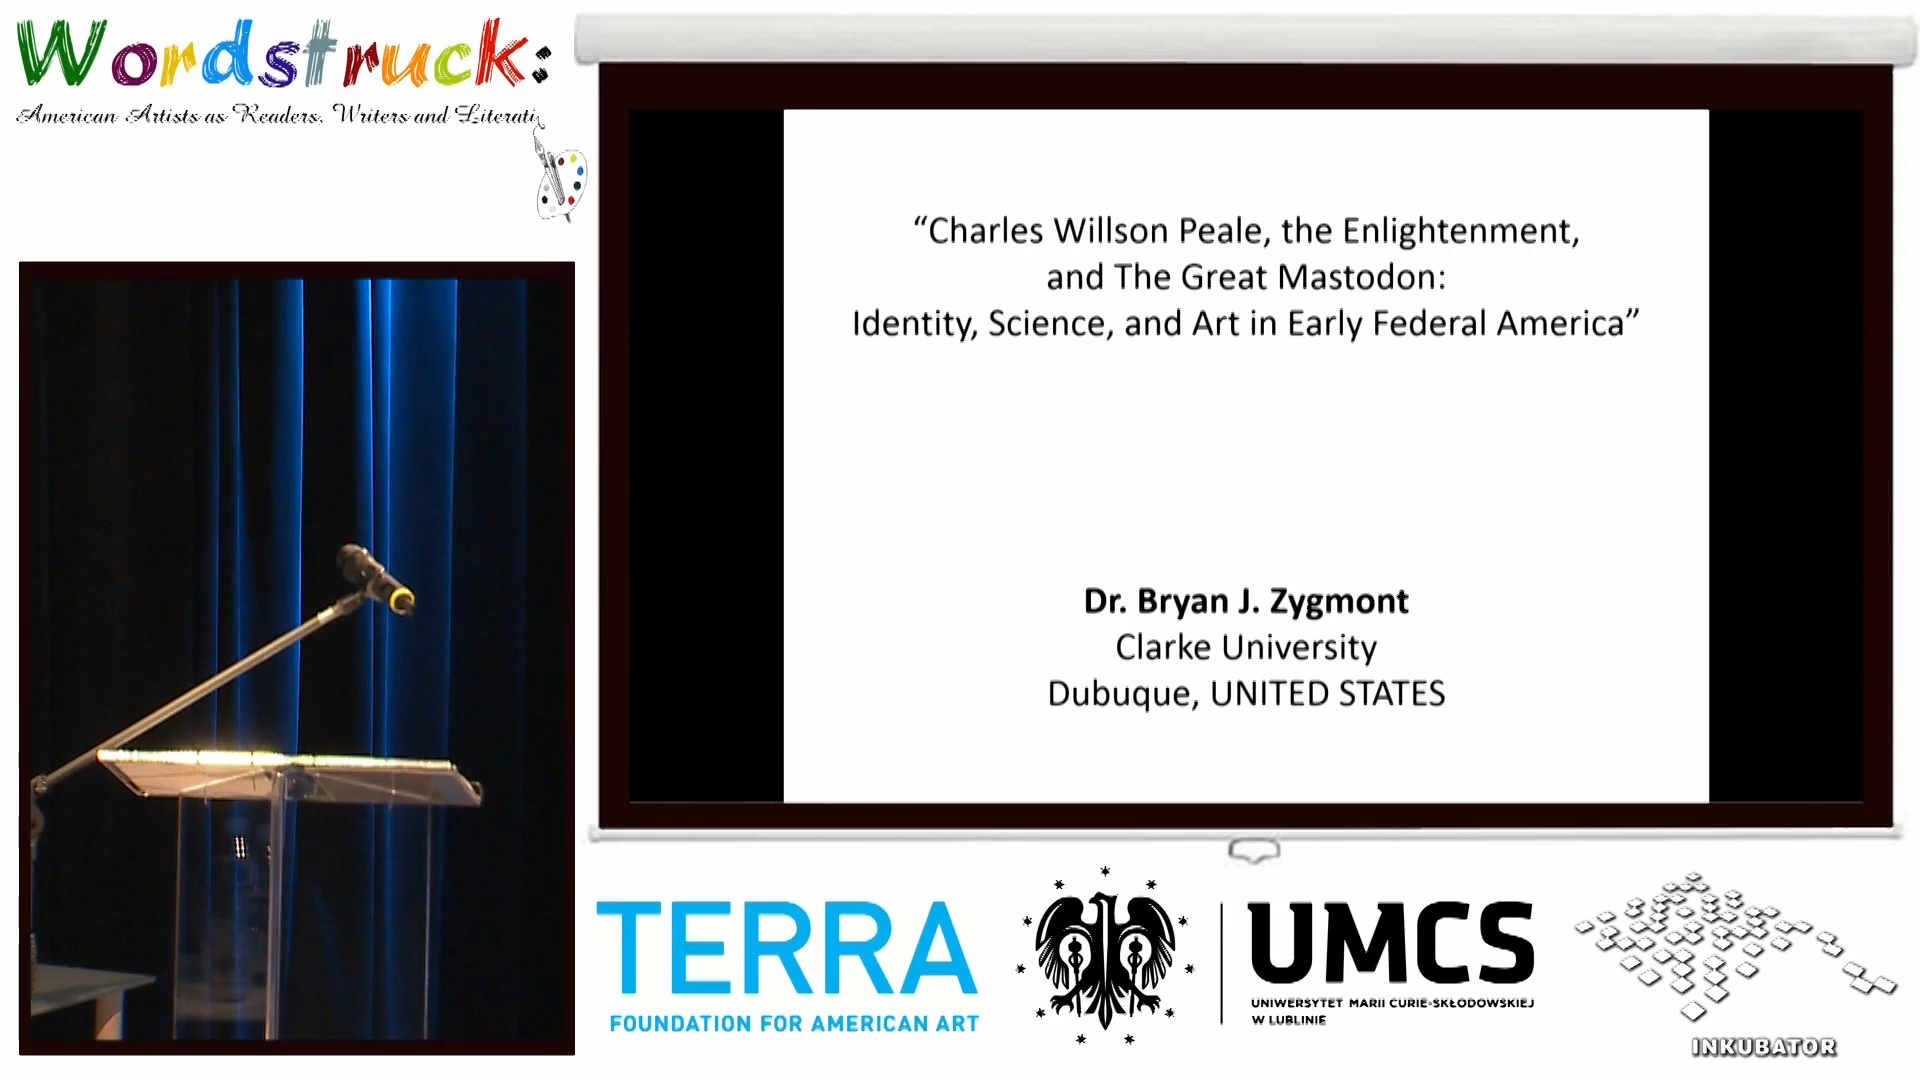 Wordstruck:
American Artists as Readers, Writers and Literati
“Charles Willson Peale, the Enlightenment,
and The Great Mastodon:
Identity, Science, and Art in Early Federal America”
Dr. Bryan J. Zygmont
Clarke University
Dubuque, UNITED STATES
TERRA
FOUNDATION FOR AMERICAN ART
UMCS
UNIWERSYTET MARII CURIE-SKŁODOWSKIEJ
W LUBLINIE
INKUBATOR